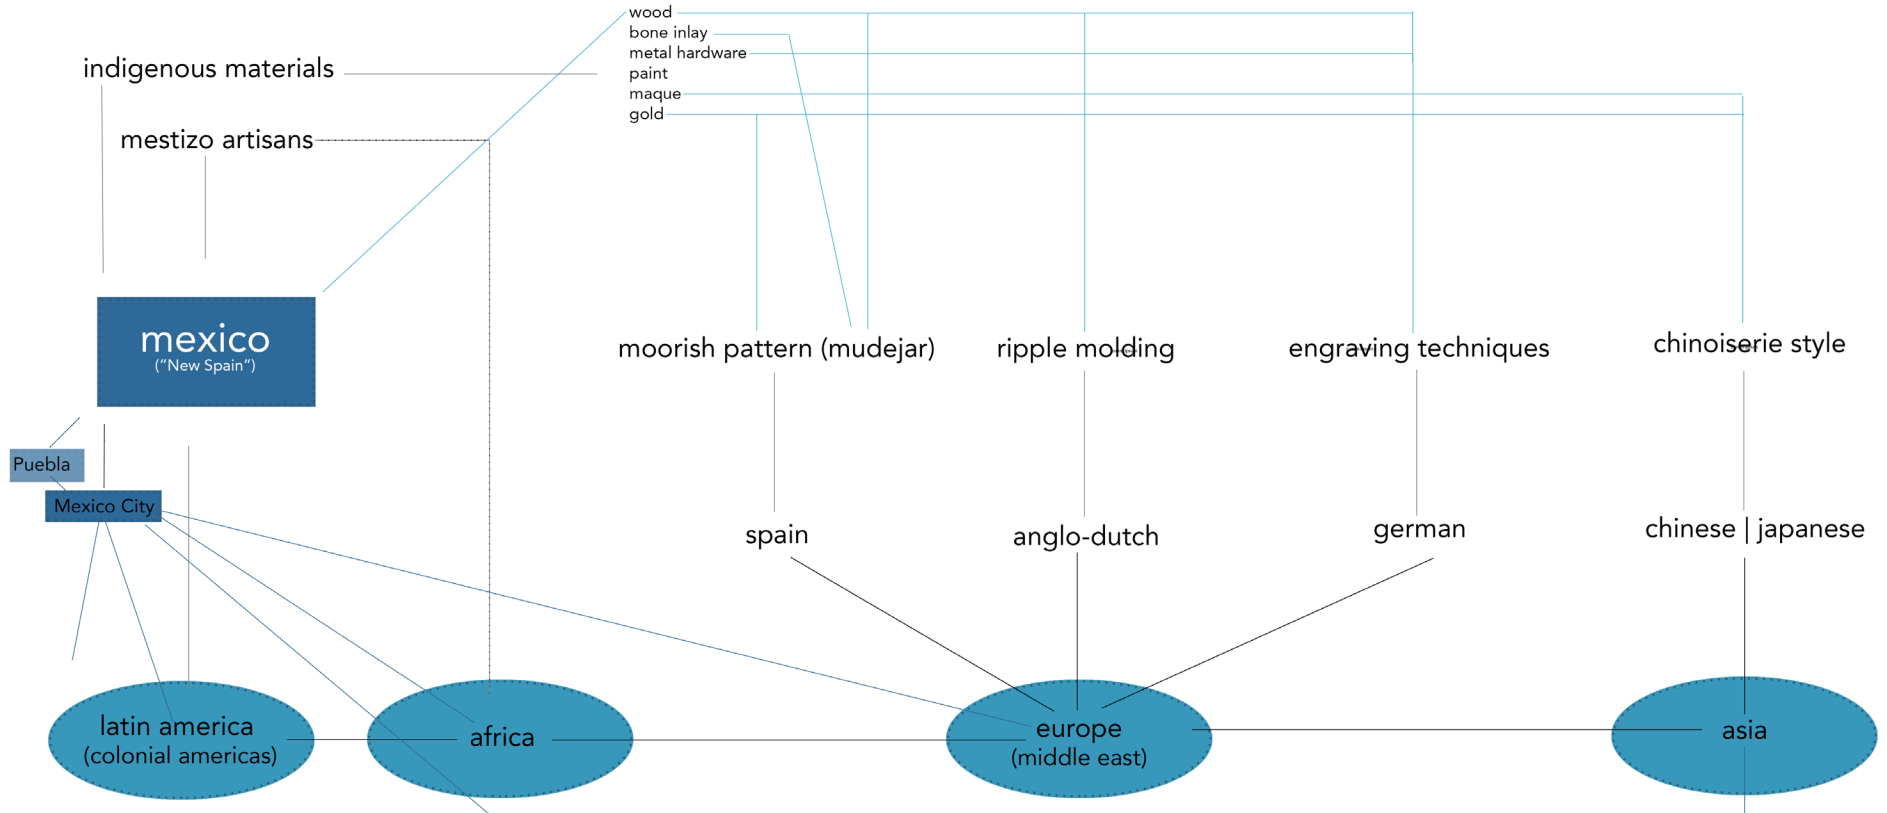 wood
bone inlay
metal hardware
paint
maque
gold
indigenous materials
mestizo artisans
mexico
("New Spain")
moorish pattern (mudejar)
ripple molding
engraving techniques
chinoiserie style
Puebla
Mexico City
spain
anglo-dutch
german
chinese | japanese
latin america
(colonial americas)
africa
europe
(middle east)
asia